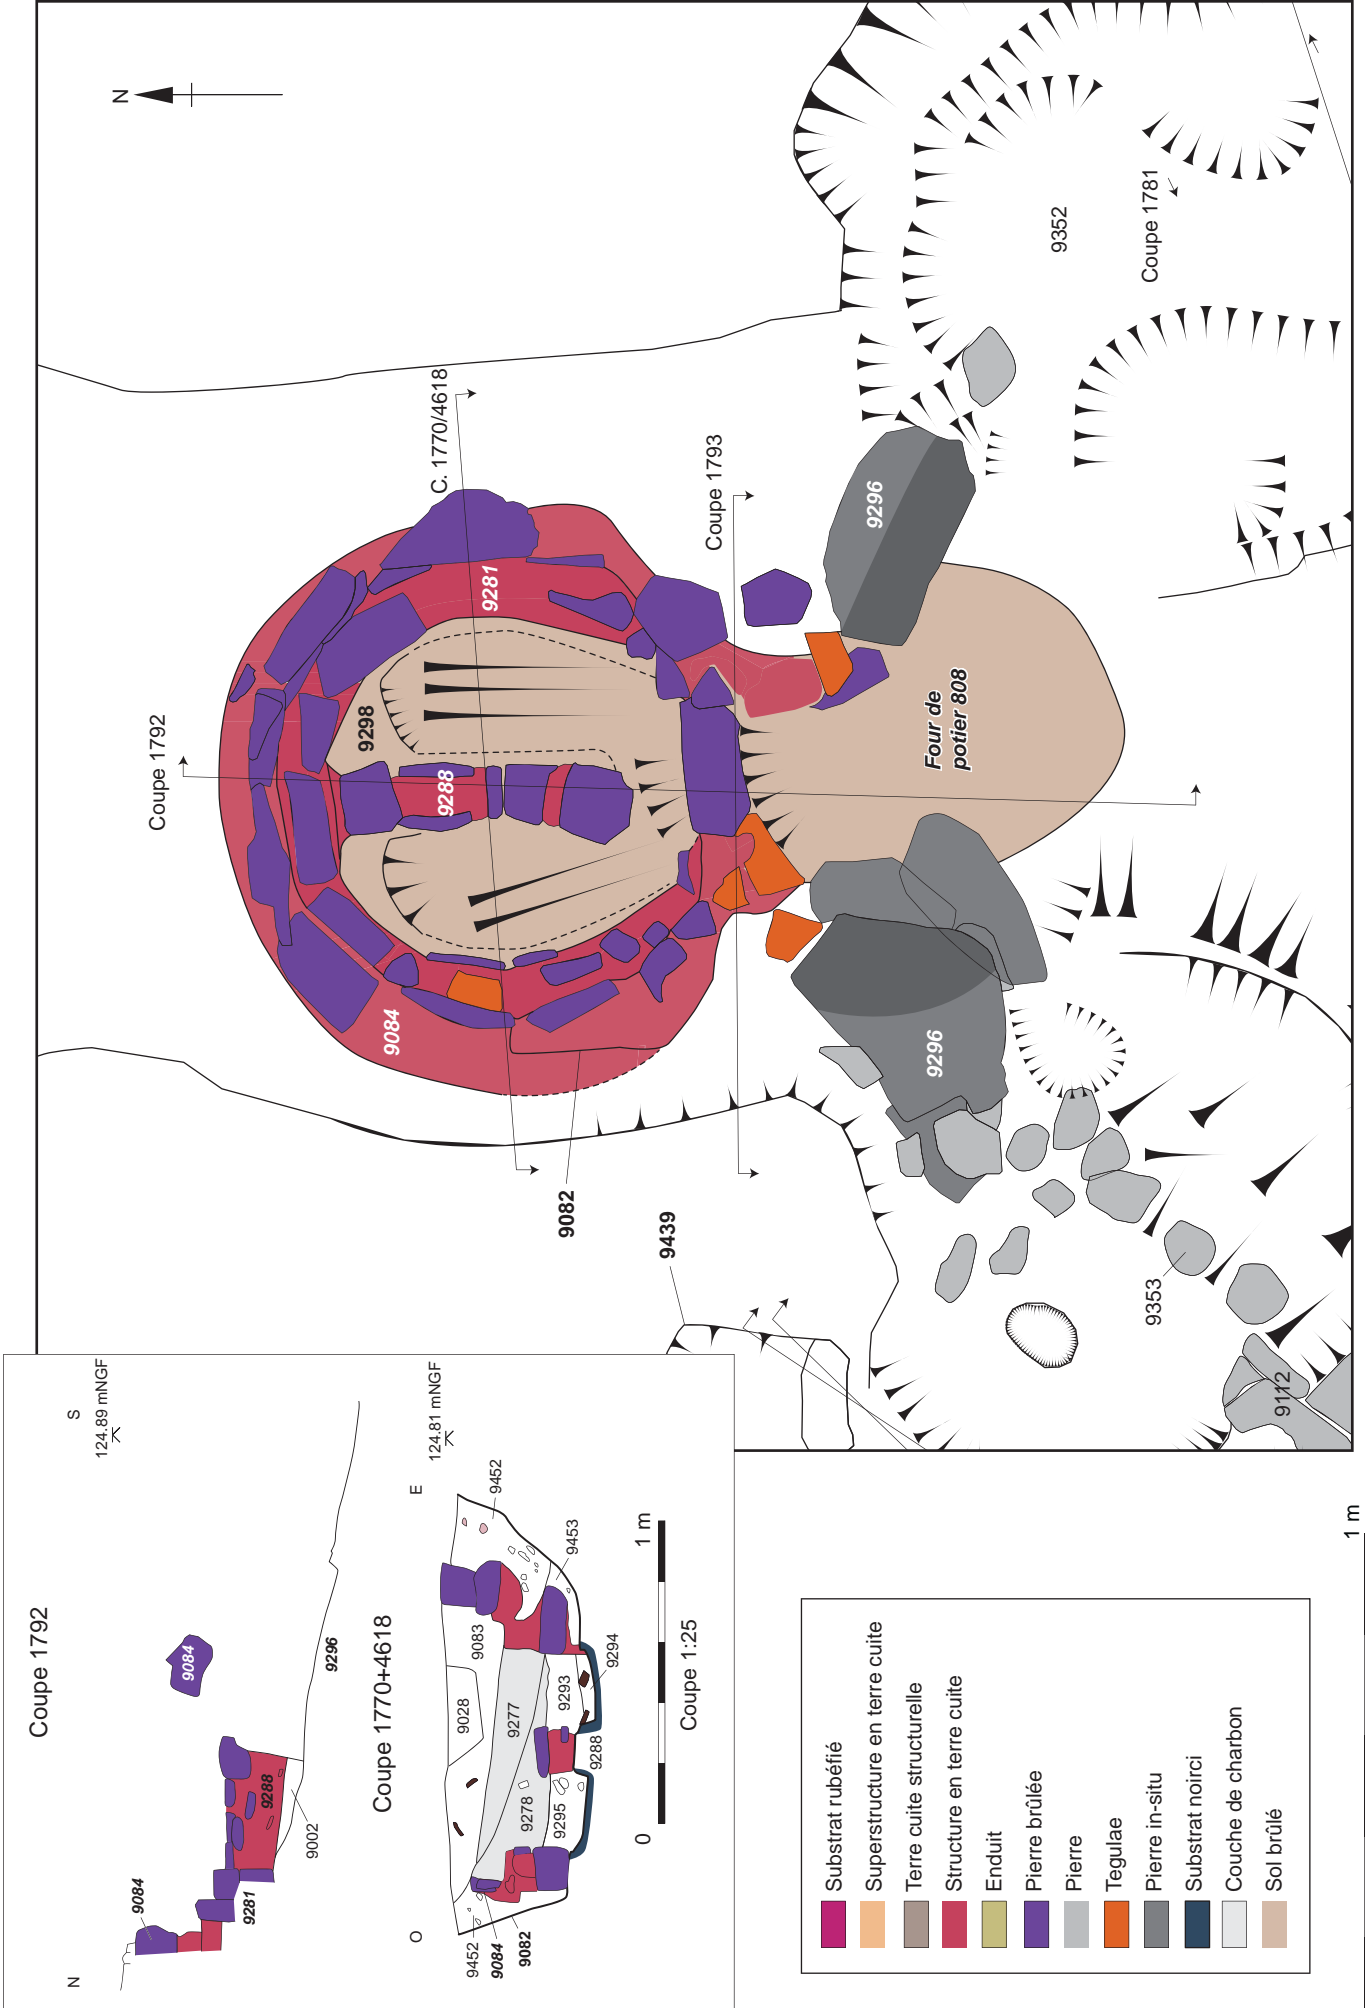 N
Coupe 1792
C. 1770/4618
Coupe 1793
9298
9281
9288
9084
9082
9439
9296
9296
Four de
potier 808
9352
Coupe 1781
9353
9112
Coupe 1792
N
S
124.89 mNGF
9084
9281
9288
9002
9084
9296
Coupe 1770+4618
O
E
124.81 mNGF
9452
9084
9082
9028
9083
9277
9278
9295
9293
9288
9294
9453
9452
0
1 m
Coupe 1:25
Substrat rubéfié
Superstructure en terre cuite
Terre cuite structurelle
Structure en terre cuite
Enduit
Pierre brûlée
Pierre
Tegulae
Pierre in-situ
Substrat noirci
Couche de charbon
Sol brûlé
1 m